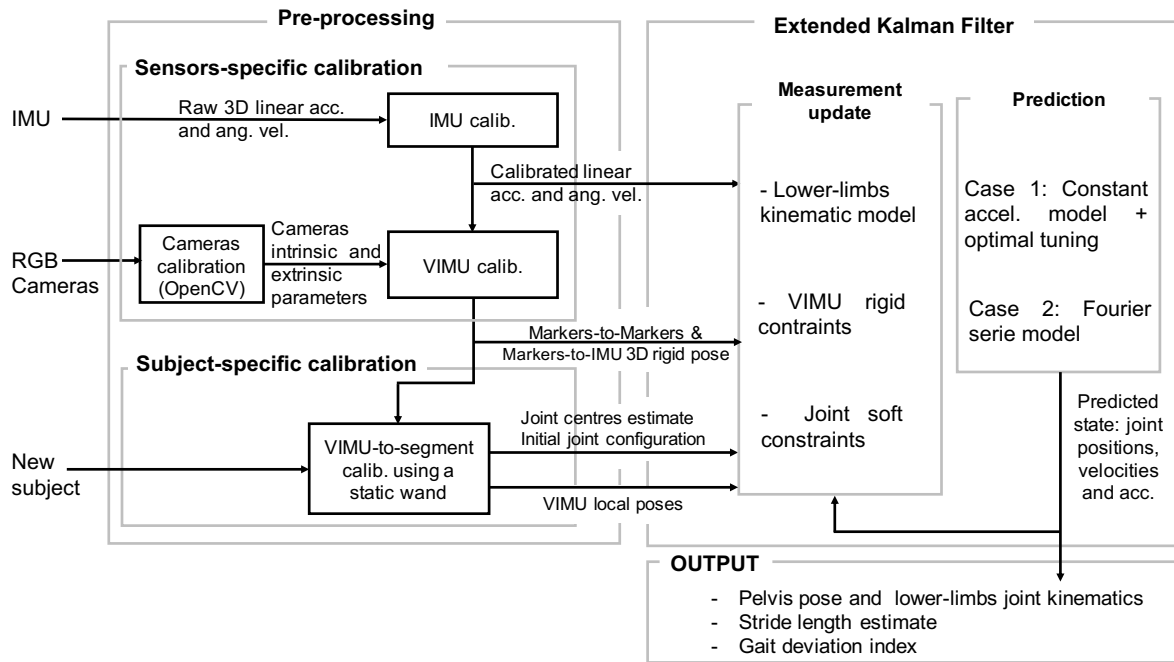 Pre-processing
Sensors-specific calibration
IMU
Raw 3D linear acc.
and ang. vel.
IMU calib.
Calibrated linear
acc. and ang. vel.
RGB
Cameras
Cameras
calibration
(OpenCV)
Cameras
intrinsic and
extrinsic
parameters
VIMU calib.
Markers-to-Markers &
Markers-to-IMU 3D rigid pose
Subject-specific calibration
New
subject
VIMU-to-segment
calib. using a
static wand
Joint centres estimate
Initial joint configuration
VIMU local poses
Extended Kalman Filter
Measurement
update
- Lower-limbs
kinematic model
- VIMU rigid
contraints
- Joint soft
constraints
Prediction
Case 1: Constant
accel. model +
optimal tuning
Case 2: Fourier
serie model
Predicted
state: joint
positions,
velocities
and acc.
OUTPUT
- Pelvis pose and lower-limbs joint kinematics
- Stride length estimate
- Gait deviation index